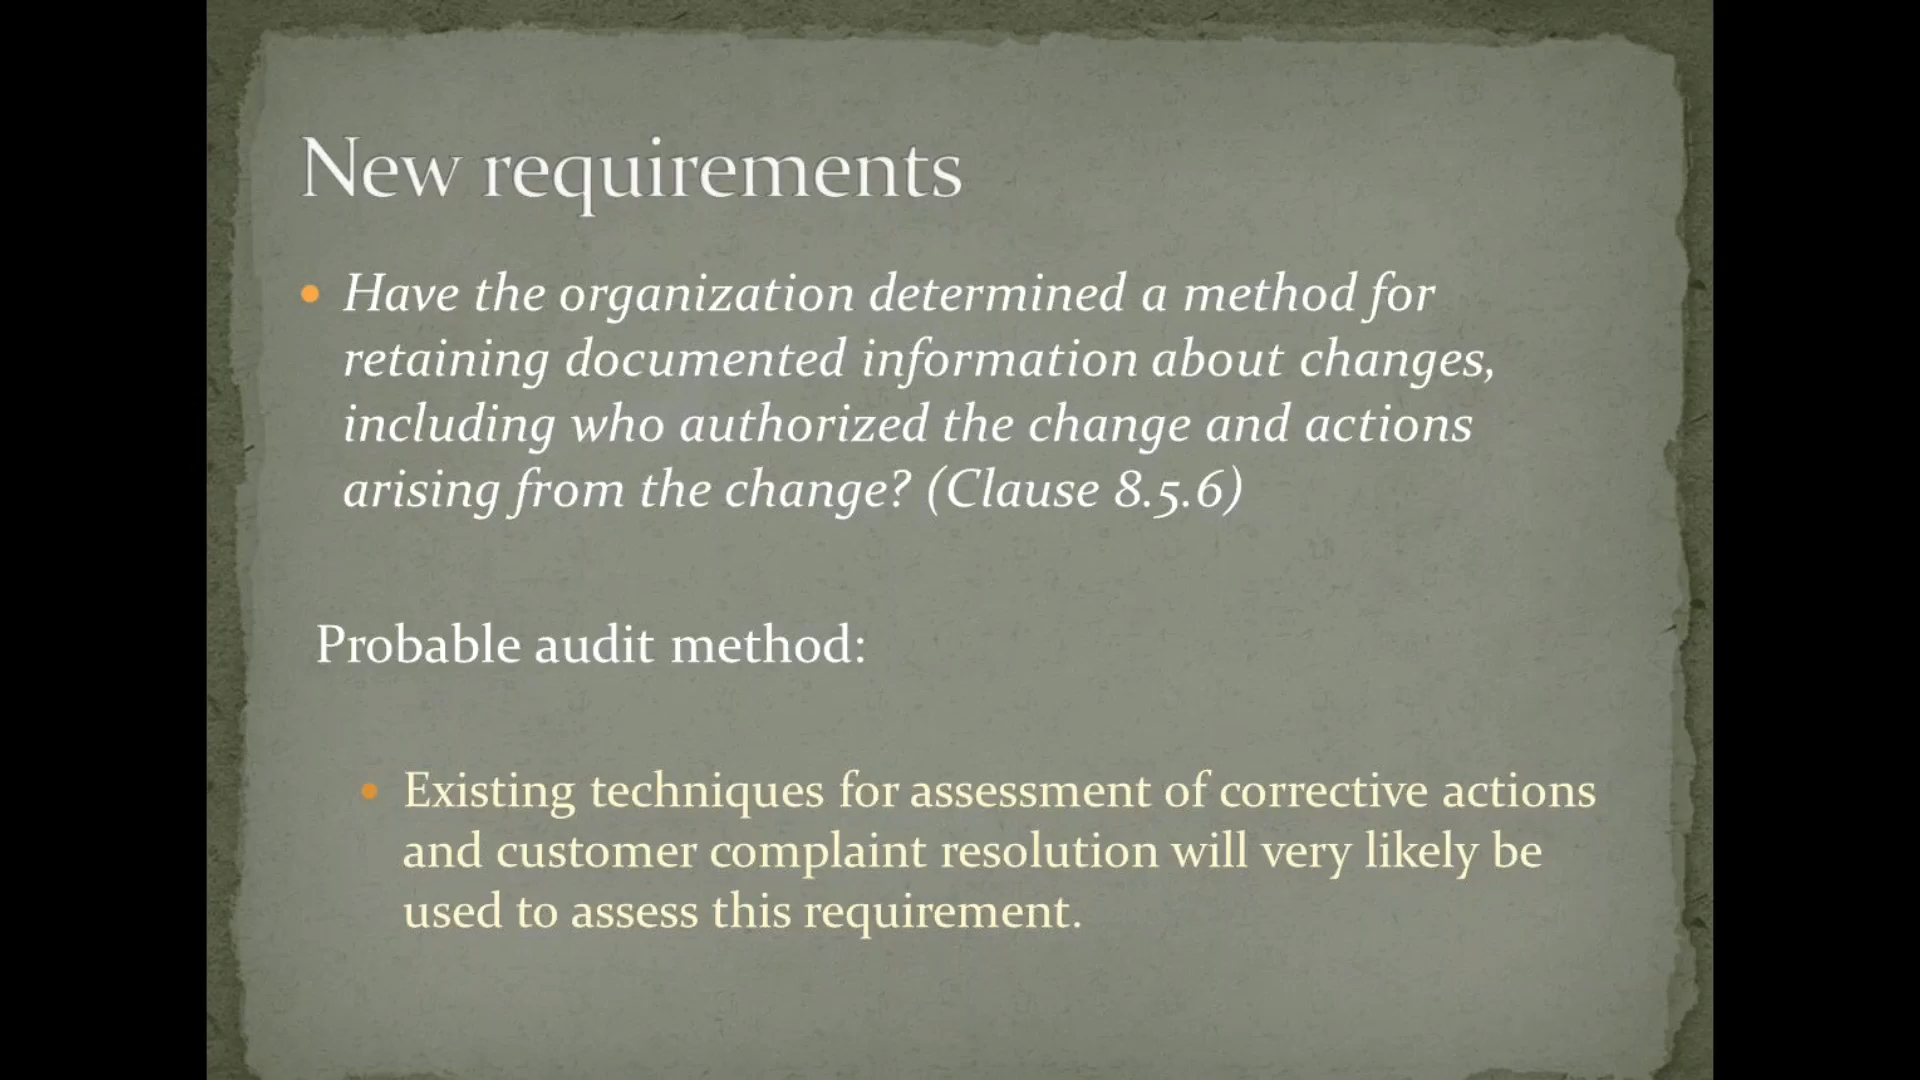 New requirements
• Have the organization determined a method for
retaining documented information about changes,
including who authorized the change and actions
arising from the change? (Clause 8.5.6)
Probable audit method:
• Existing techniques for assessment of corrective actions
and customer complaint resolution will very likely be
used to assess this requirement.